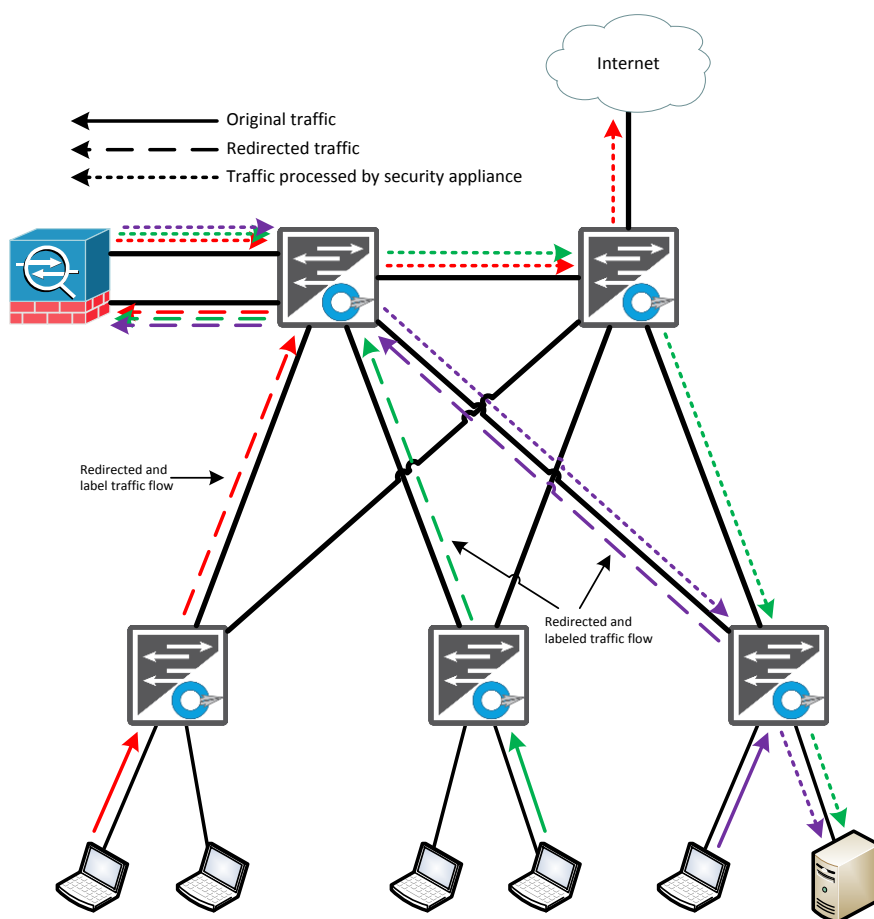 Internet
Original traffic
Redirected traffic
Traffic processed by security appliance
Redirected and
label traffic flow
Redirected and
labeled traffic flow